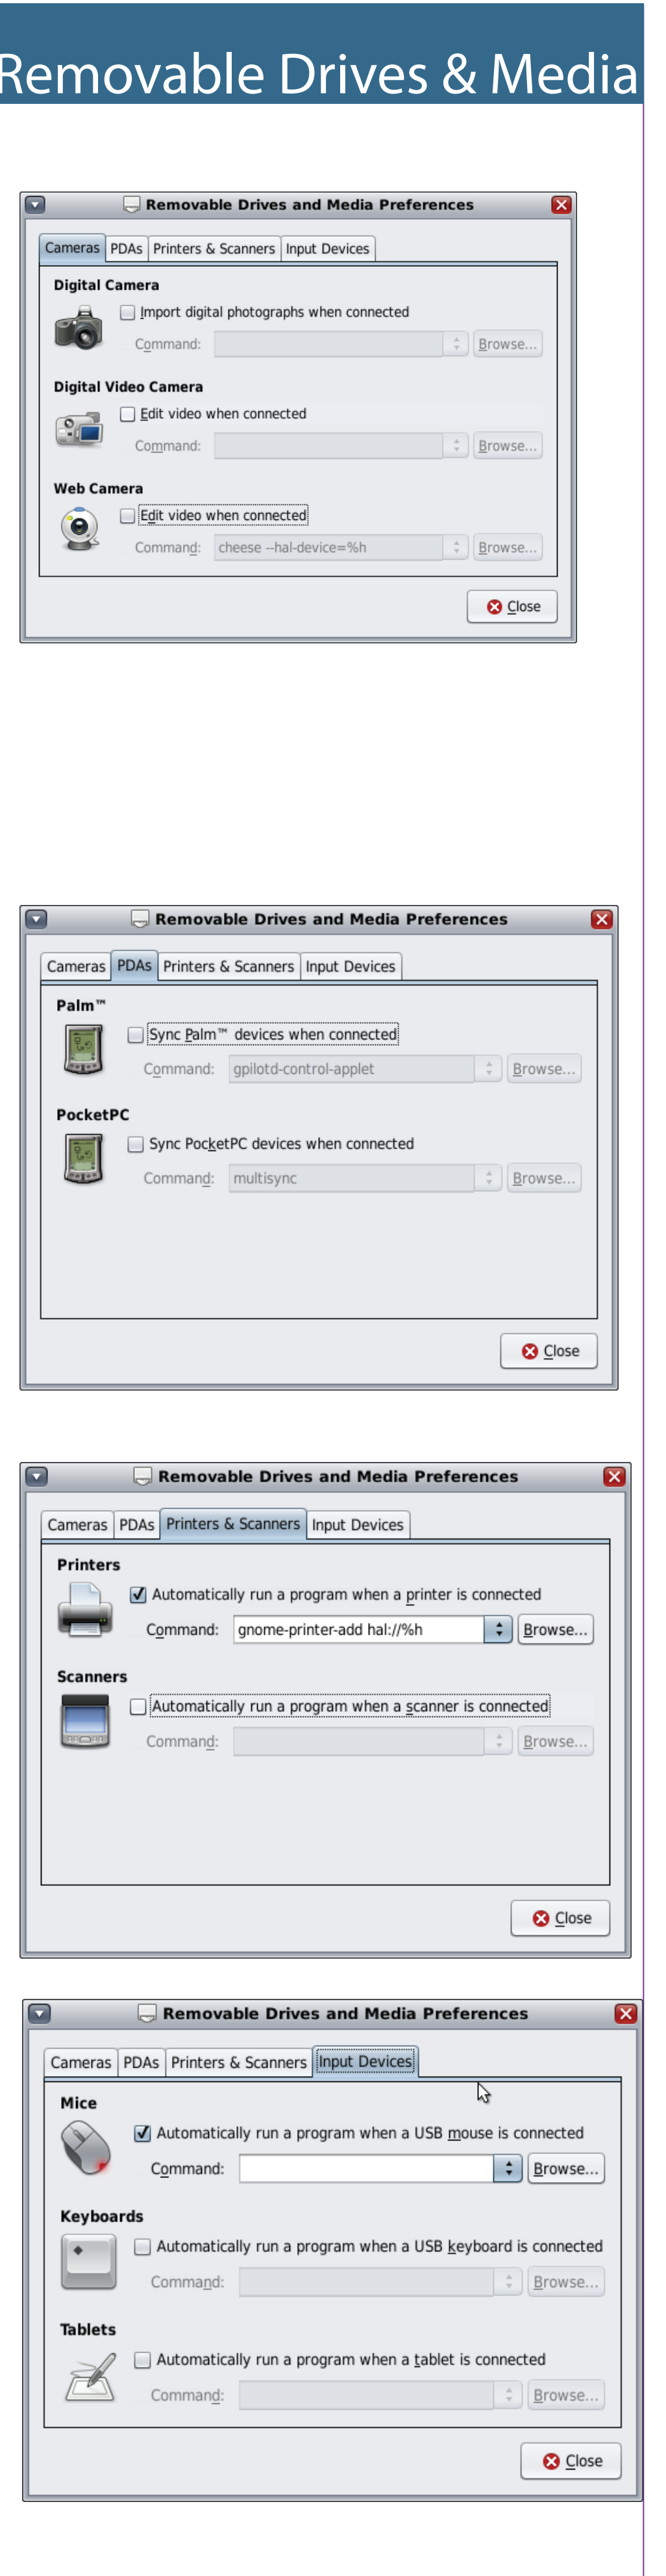 Removable Drives & Media
Removable Drives and Media Preferences
Cameras PDAs Printers & Scanners Input Devices
Digital Camera
Import digital photographs when connected
Command: Browse...
Digital Video Camera
Edit video when connected
Command: Browse...
Web Camera
Edit video when connected
Command: cheese --hal-device=%h Browse...
Close
Removable Drives and Media Preferences
Cameras PDAs Printers & Scanners Input Devices
Palm™
Sync Palm™ devices when connected
Command: gpilotd-control-applet Browse...
PocketPC
Sync PocketPC devices when connected
Command: multisync Browse...
Close
Removable Drives and Media Preferences
Cameras PDAs Printers & Scanners Input Devices
Printers
Automatically run a program when a printer is connected
Command: gnome-printer-add hal://%h Browse...
Scanners
Automatically run a program when a scanner is connected
Command: Browse...
Close
Removable Drives and Media Preferences
Cameras PDAs Printers & Scanners Input Devices
Mice
Automatically run a program when a USB mouse is connected
Command: Browse...
Keyboards
Automatically run a program when a USB keyboard is connected
Command: Browse...
Tablets
Automatically run a program when a tablet is connected
Command: Browse...
Close